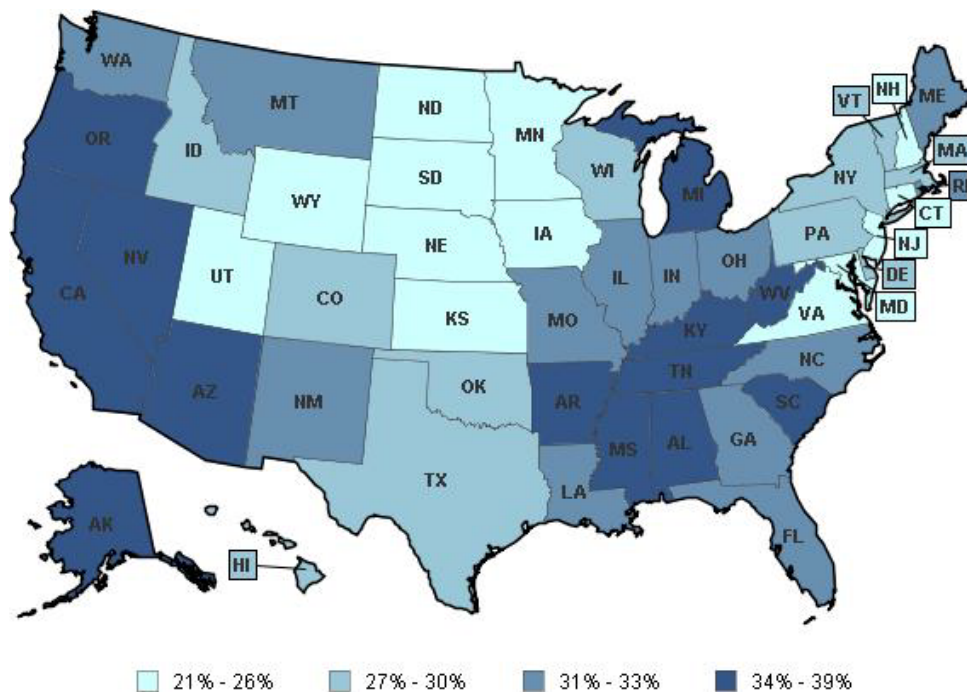 WA
MT
ND
MN
NH
VT
ME
OR
ID
SD
WI
MI
NY
MA
RI
WY
CT
NE
IA
PA
NJ
NV
UT
CO
IL
IN
OH
DE
CA
KS
MO
WV
VA
MD
KY
AZ
NM
OK
AR
TN
NC
SC
TX
LA
MS
AL
GA
AK
HI
FL
21% - 26%
27% - 30%
31% - 33%
34% - 39%